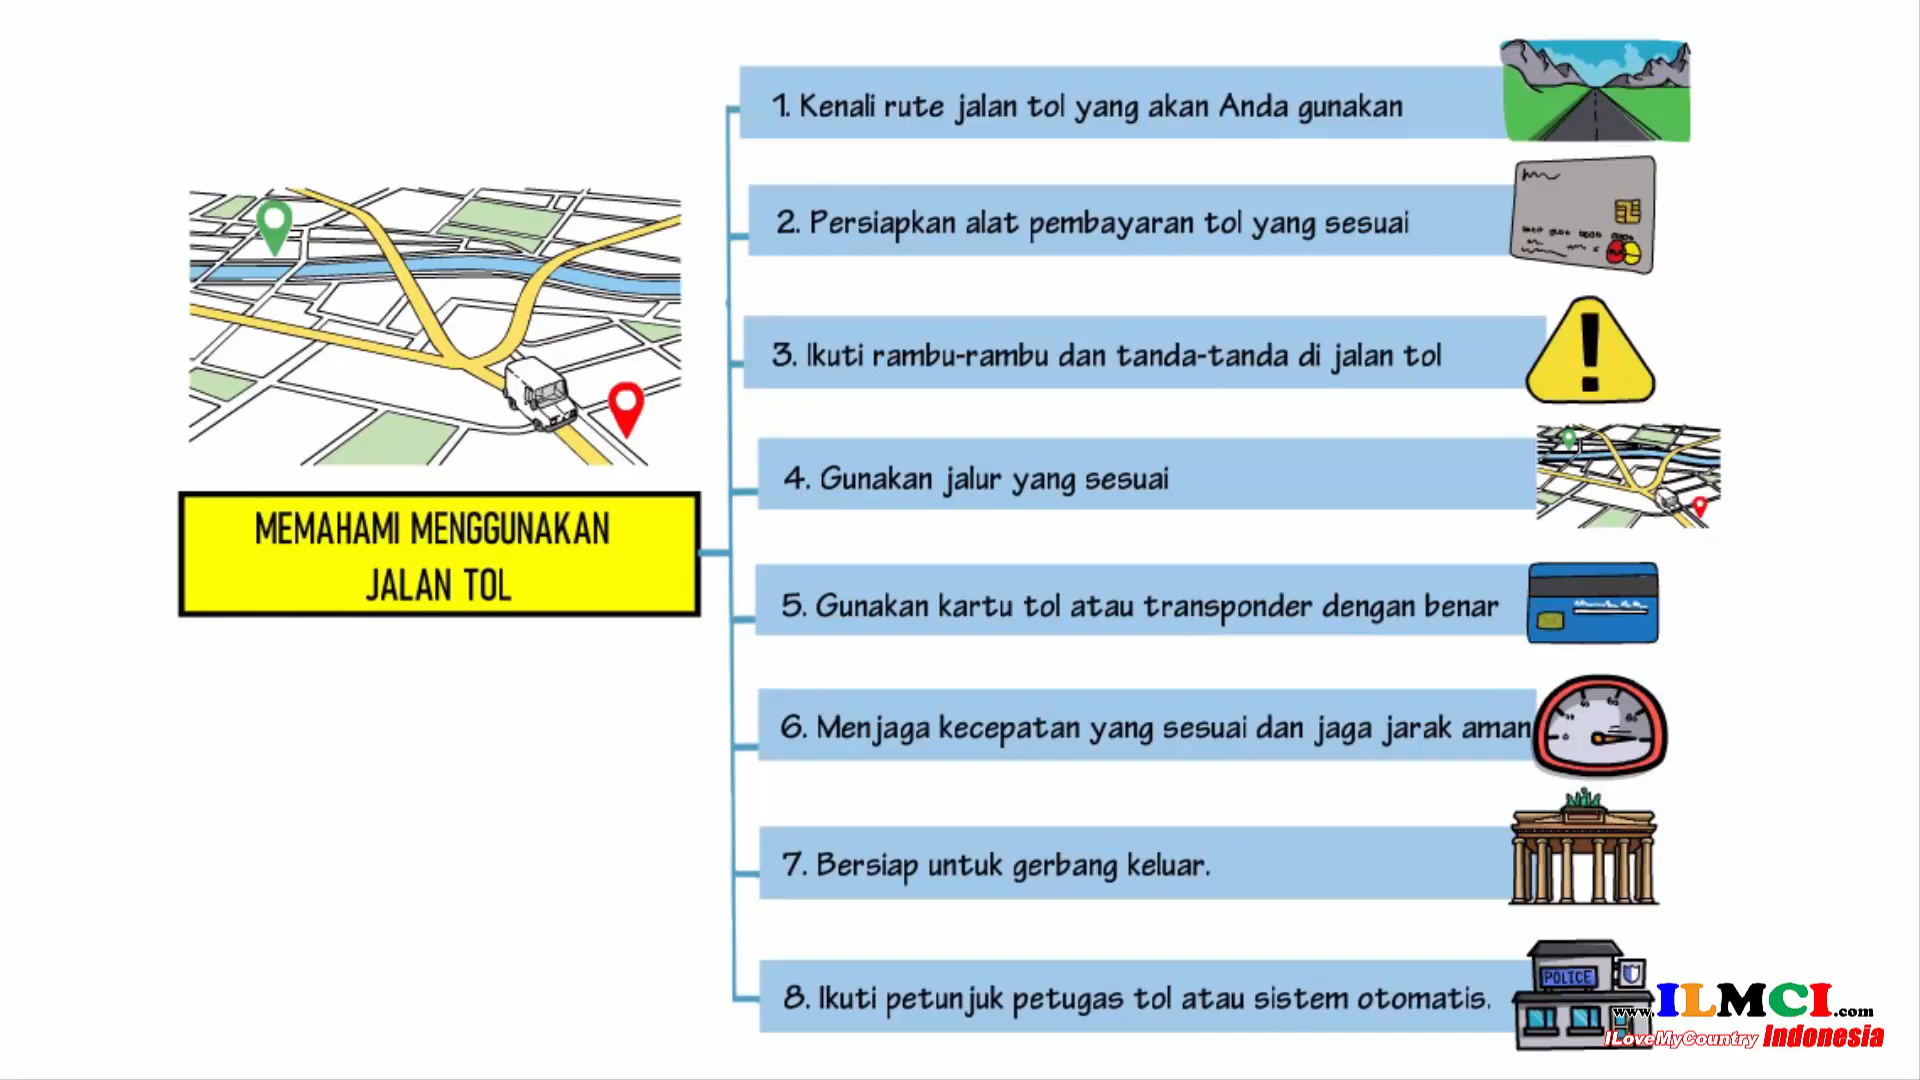 MEMAHAMI MENGGUNAKAN
JALAN TOL
1. Kenali rute jalan tol yang akan Anda gunakan
2. Persiapkan alat pembayaran tol yang sesuai
3. Ikuti rambu-rambu dan tanda-tanda di jalan tol
4. Gunakan jalur yang sesuai
5. Gunakan kartu tol atau transponder dengan benar
6. Menjaga kecepatan yang sesuai dan jaga jarak aman
7. Bersiap untuk gerbang keluar.
8. Ikuti petunjuk petugas tol atau sistem otomatis.
POLICE
www.ILMCI.com
ILoveMyCountry Indonesia